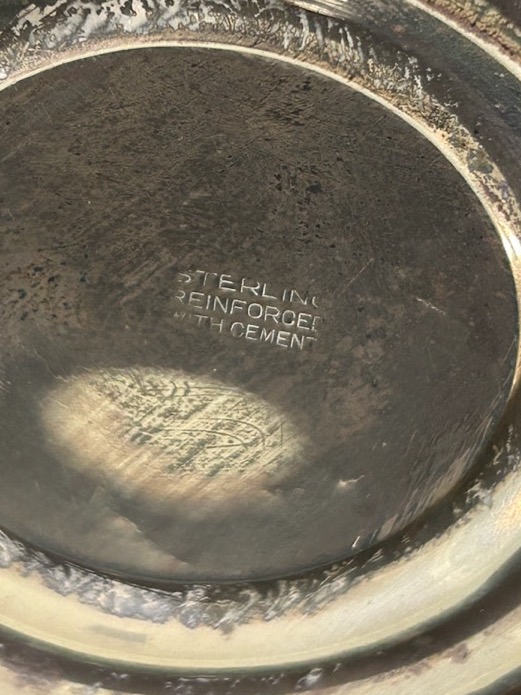 STERLING
REINFORCED
WITH CEMENT